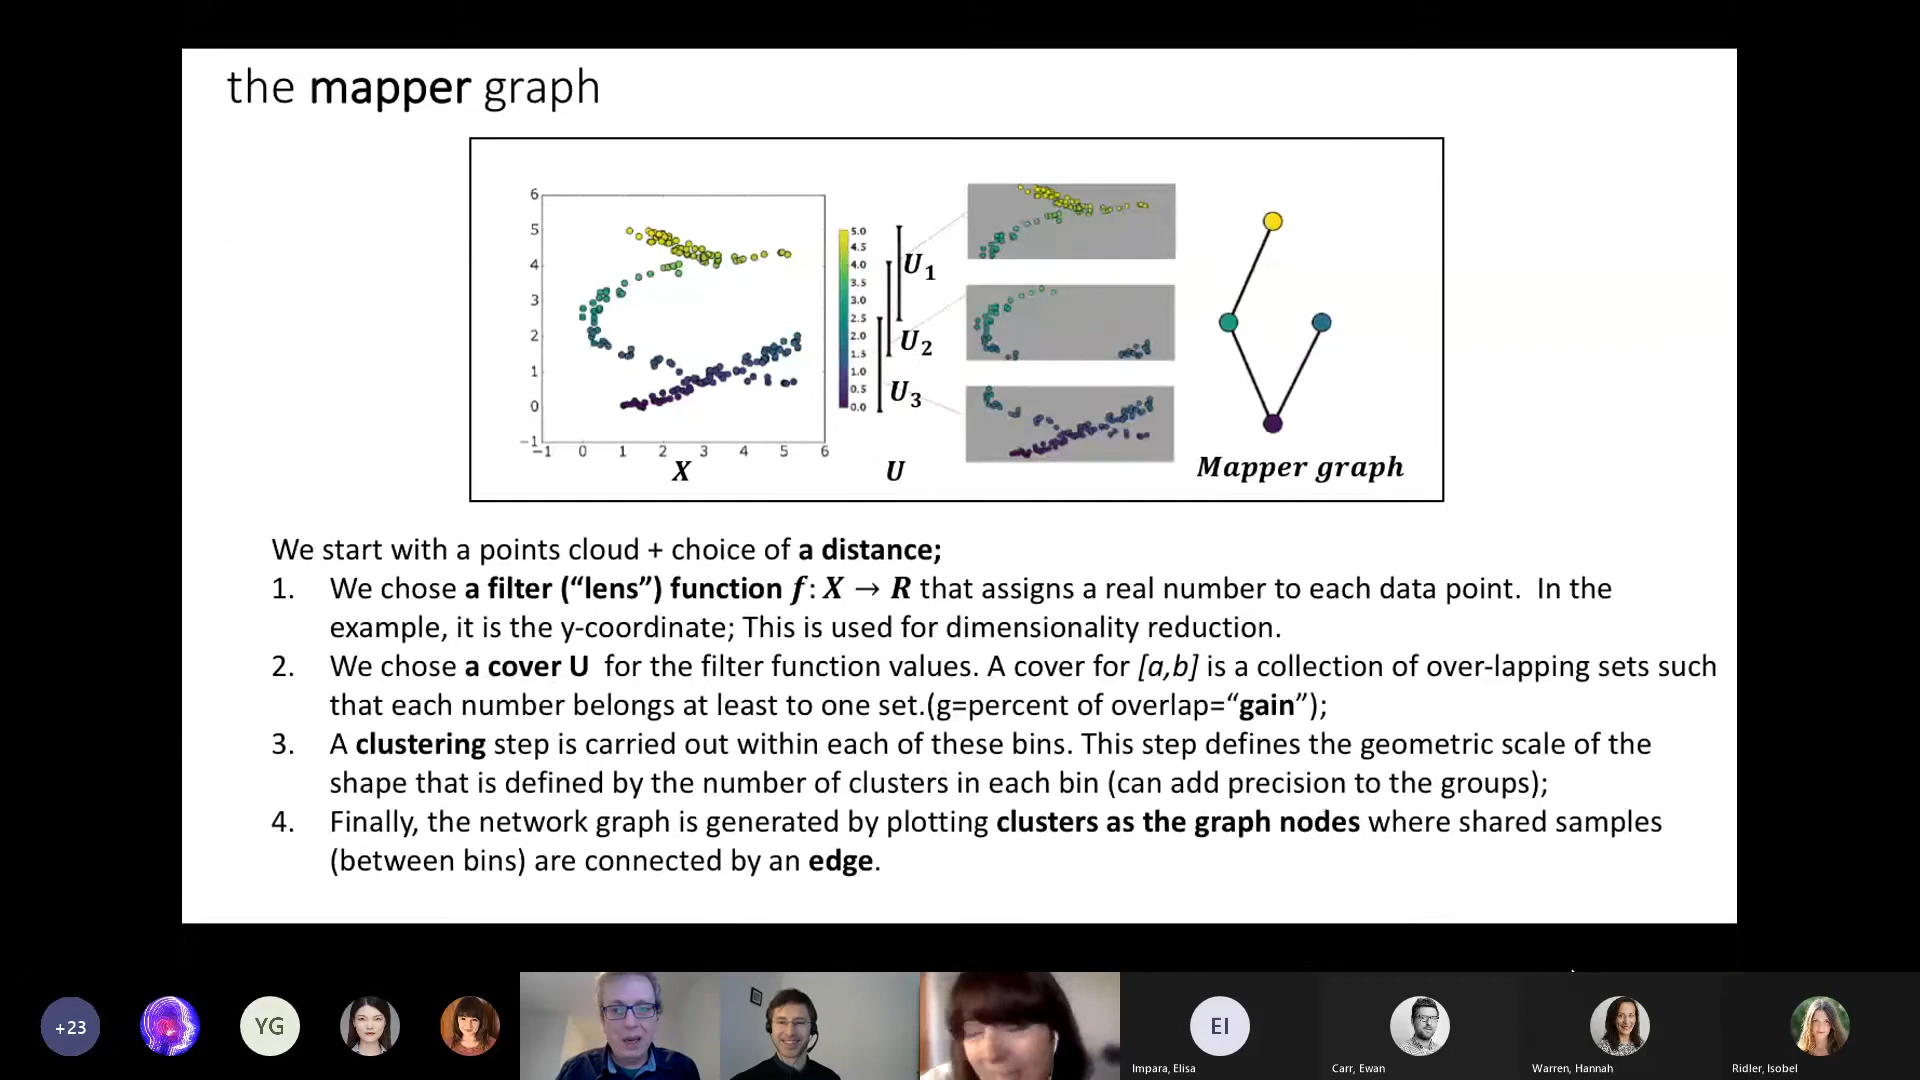 the mapper graph
6
5
4
3
2
1
0
−1
−1 0 1 2 3 4 5 6
X
5.0
4.5
4.0
3.5
3.0
2.5
2.0
1.5
1.0
0.5
0.0
U1
U2
U3
U
Mapper graph
We start with a points cloud + choice of a distance;
1. We chose a filter (“lens”) function f: X → R that assigns a real number to each data point. In the
example, it is the y-coordinate; This is used for dimensionality reduction.
2. We chose a cover U for the filter function values. A cover for [a,b] is a collection of over-lapping sets such
that each number belongs at least to one set.(g=percent of overlap=“gain”);
3. A clustering step is carried out within each of these bins. This step defines the geometric scale of the
shape that is defined by the number of clusters in each bin (can add precision to the groups);
4. Finally, the network graph is generated by plotting clusters as the graph nodes where shared samples
(between bins) are connected by an edge.
+23
YG
EI
Impara, Elisa
Carr, Ewan
Warren, Hannah
Ridler, Isobel